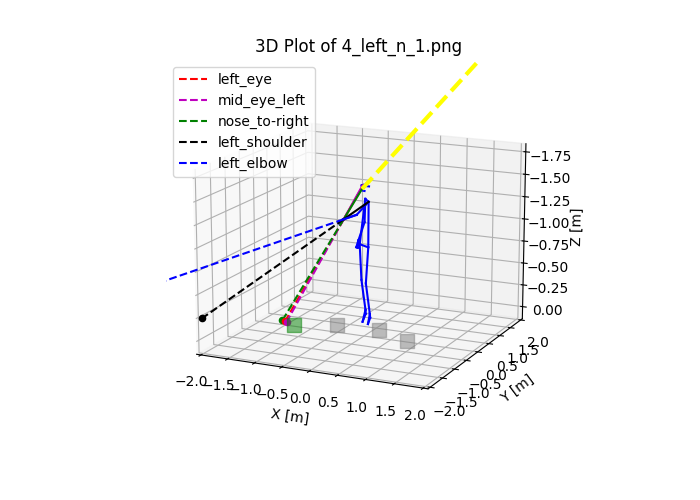 3D Plot of 4_left_n_1.png
left_eye
mid_eye_left
nose_to-right
left_shoulder
left_elbow
−1.75
−1.50
−1.25
−1.00
−0.75
−0.50
−0.25
0.00
Z [m]
2.0
1.5
1.0
0.5
0.0
−0.5
−1.0
−1.5
−2.0
Y [m]
−2.0
−1.5
−1.0
−0.5
0.0
0.5
1.0
1.5
2.0
X [m]